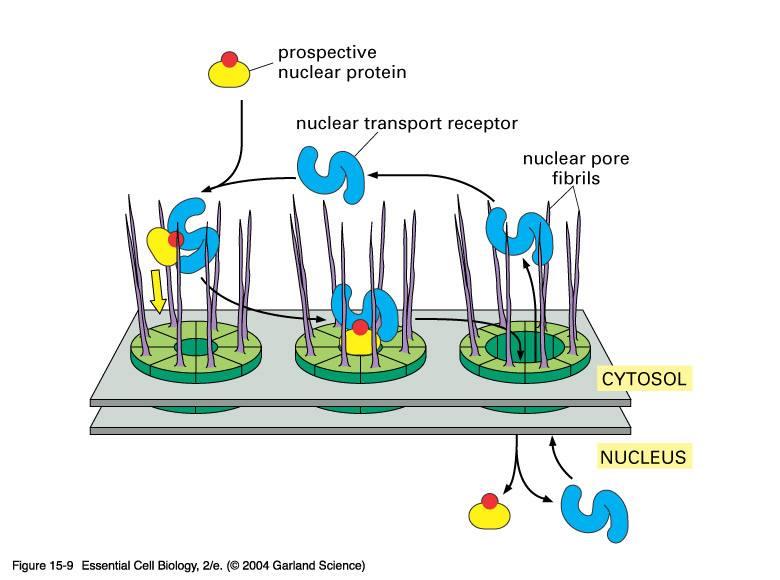 prospective
nuclear protein
nuclear transport receptor
nuclear pore
fibrils
CYTOSOL
NUCLEUS
Figure 15-9 Essential Cell Biology, 2/e. (© 2004 Garland Science)